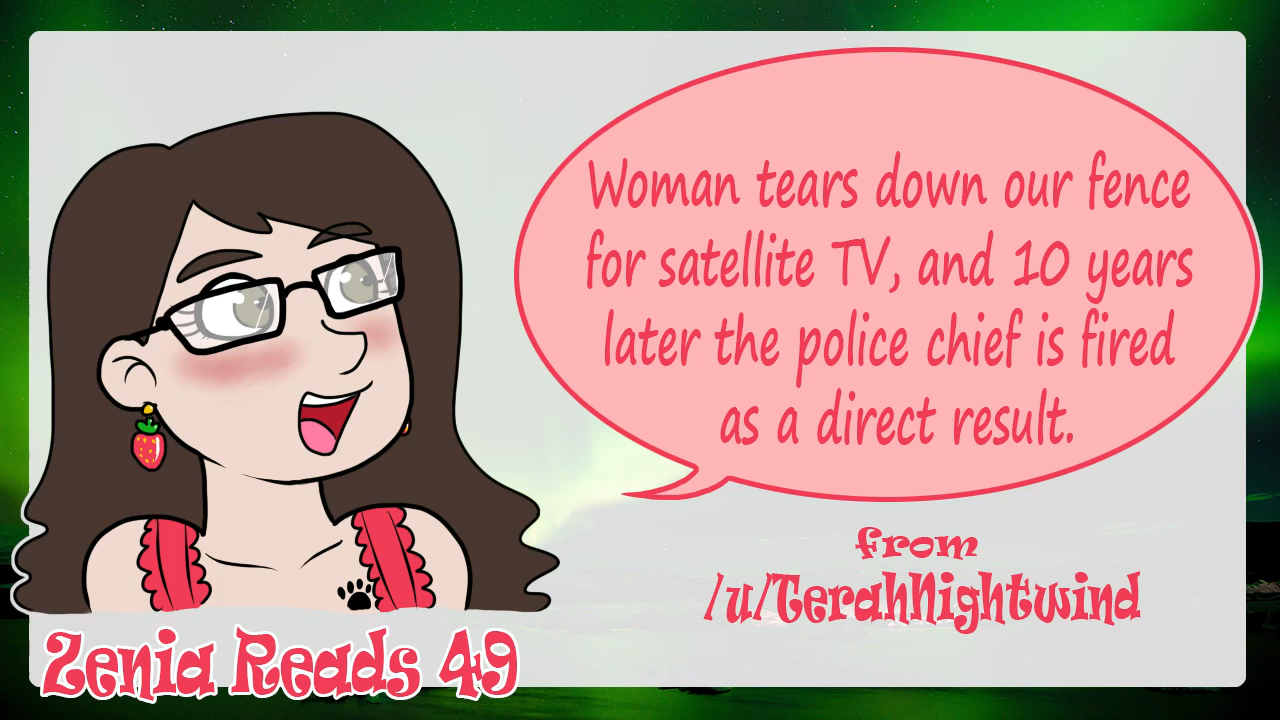 Woman tears down our fence
for satellite TV, and 10 years
later the police chief is fired
as a direct result.
from
/u/TerahNightwind
Zenia Reads 49